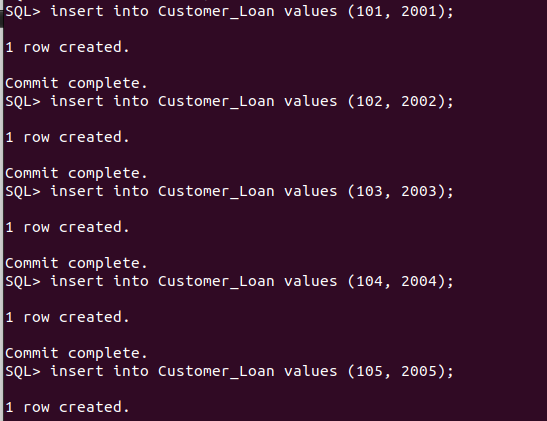 SQL> insert into Customer_Loan values (101, 2001);
1 row created.
Commit complete.
SQL> insert into Customer_Loan values (102, 2002);
1 row created.
Commit complete.
SQL> insert into Customer_Loan values (103, 2003);
1 row created.
Commit complete.
SQL> insert into Customer_Loan values (104, 2004);
1 row created.
Commit complete.
SQL> insert into Customer_Loan values (105, 2005);
1 row created.